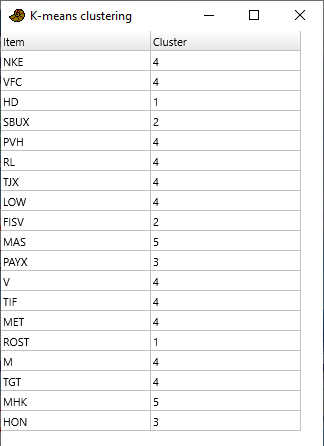 K-means clustering
Item Cluster
NKE 4
VFC 4
HD 1
SBUX 2
PVH 4
RL 4
TJX 4
LOW 4
FISV 2
MAS 5
PAYX 3
V 4
TIF 4
MET 4
ROST 1
M 4
TGT 4
MHK 5
HON 3